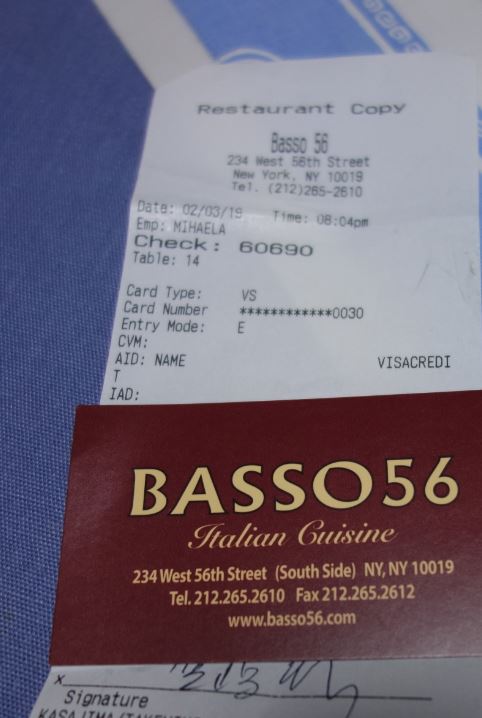 Restaurant Copy
Basso 56
234 West 56th Street
New York, NY 10019
Tel. (212)265-2610
Date: 02/03/19 Time: 08:04pm
Emp: MIHAELA
Check: 60690
Table: 14
Card Type: VS
Card Number ************0030
Entry Mode: E
CVM:
AID: NAME VISACREDI
T
IAD:
BASSO56
Italian Cuisine
234 West 56th Street (South Side) NY, NY 10019
Tel. 212.265.2610 Fax 212.265.2612
www.basso56.com
x
Signature